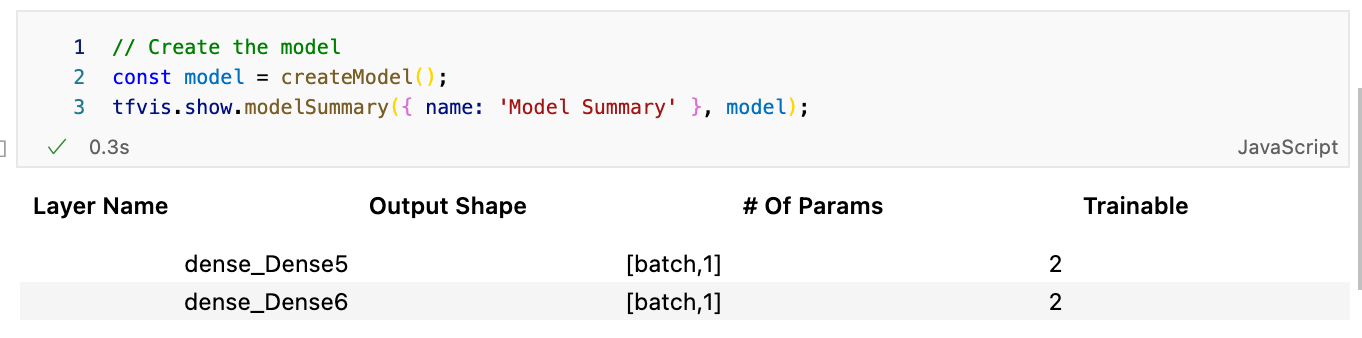 1 // Create the model
2 const model = createModel();
3 tfvis.show.modelSummary({ name: 'Model Summary' }, model);
0.3s JavaScript
Layer Name Output Shape # Of Params Trainable
dense_Dense5 [batch,1] 2
dense_Dense6 [batch,1] 2